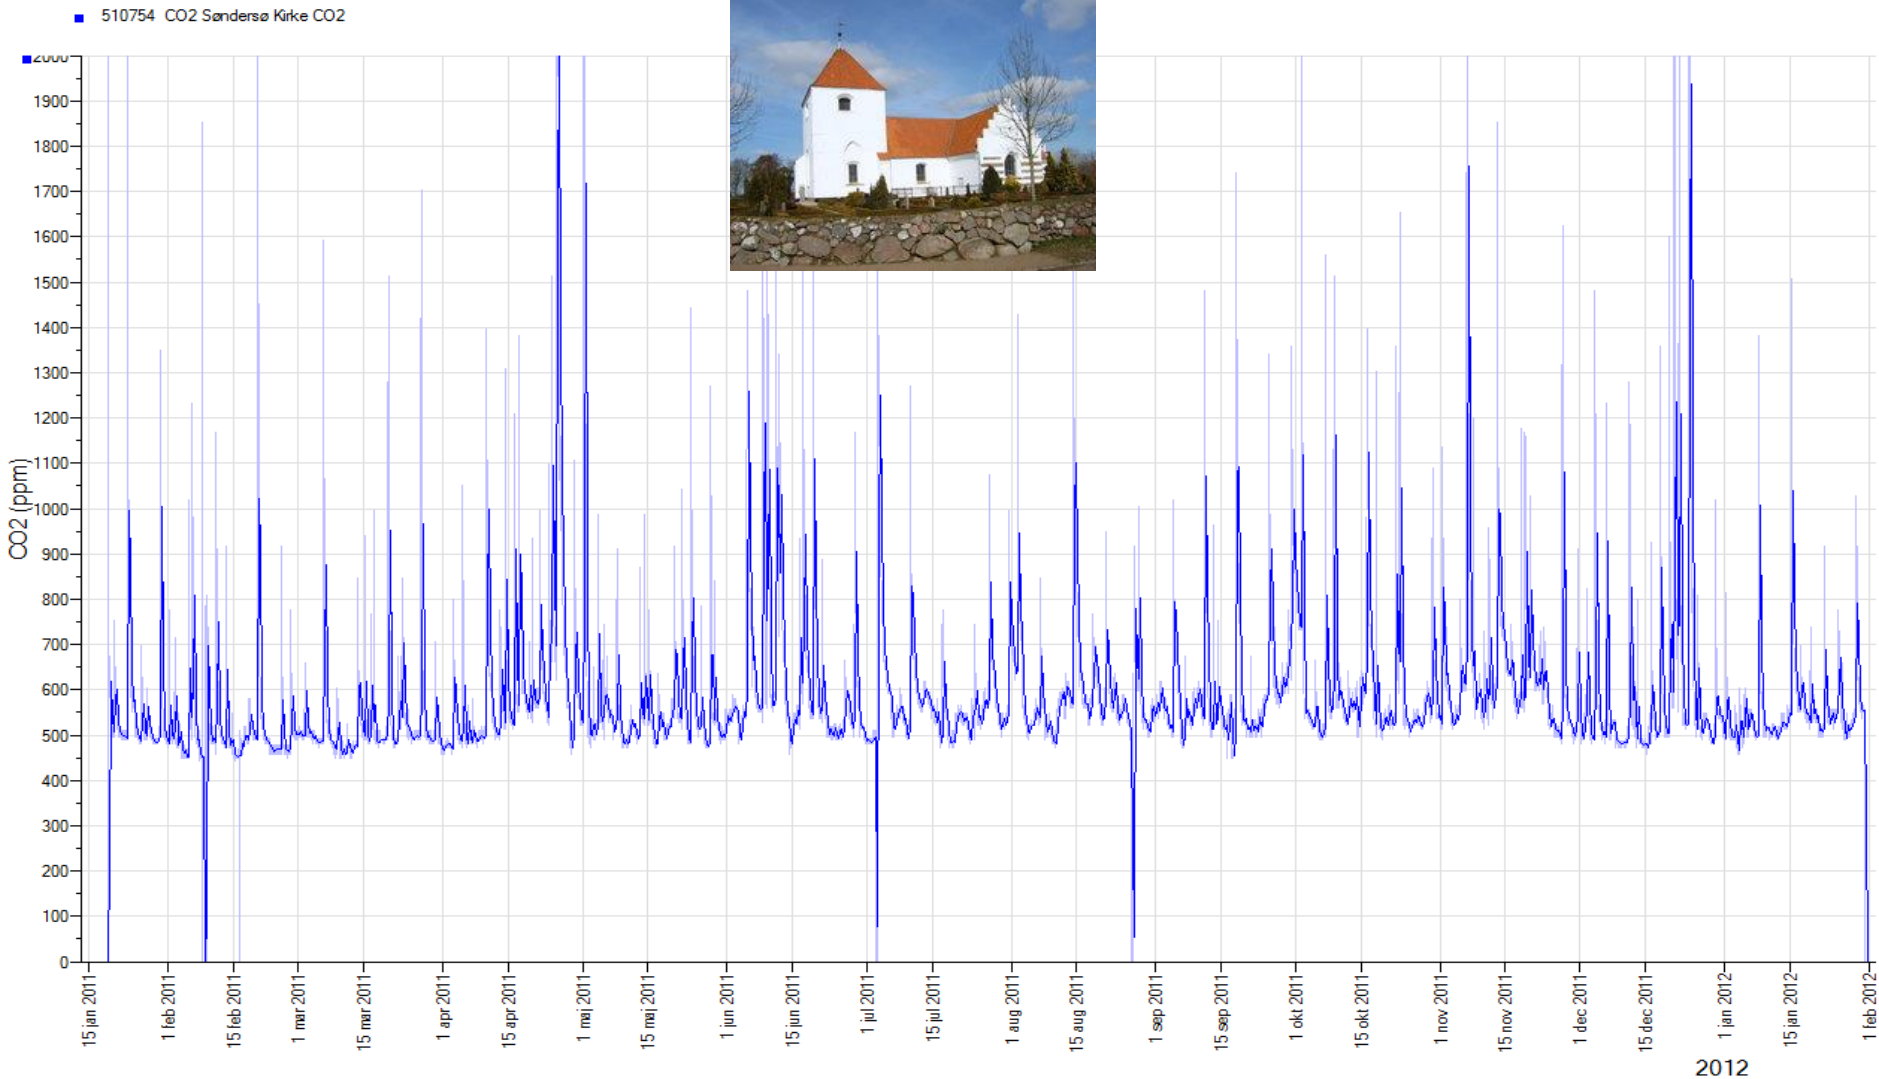 510754 CO2 Søndersø Kirke CO2
2000
1900
1800
1700
1600
1500
1400
1300
1200
1100
1000
900
800
700
600
500
400
300
200
100
0
CO2 (ppm)
15 jan 2011
1 feb 2011
15 feb 2011
1 mar 2011
15 mar 2011
1 apr 2011
15 apr 2011
1 maj 2011
15 maj 2011
1 jun 2011
15 jun 2011
1 jul 2011
15 jul 2011
1 aug 2011
15 aug 2011
1 sep 2011
15 sep 2011
1 okt 2011
15 okt 2011
1 nov 2011
15 nov 2011
1 dec 2011
15 dec 2011
1 jan 2012
15 jan 2012
1 feb 2012
2012